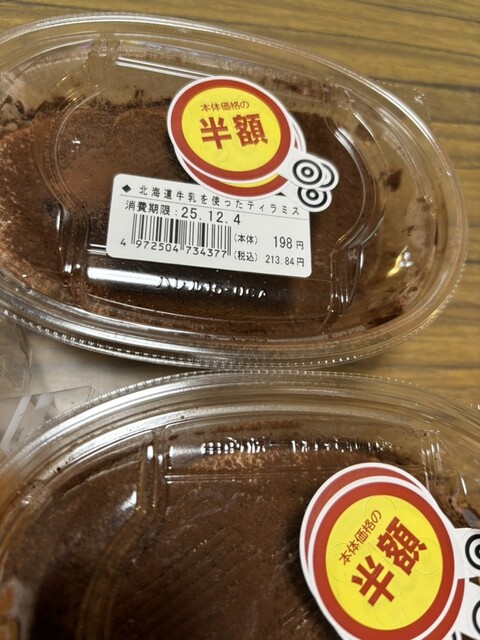 本体価格の
半額
◆ 北海道牛乳を使ったティラミス
消費期限:25.12.4
(本体) 198円
4 972504 734377 (税込) 213.84円
本体価格の
半額